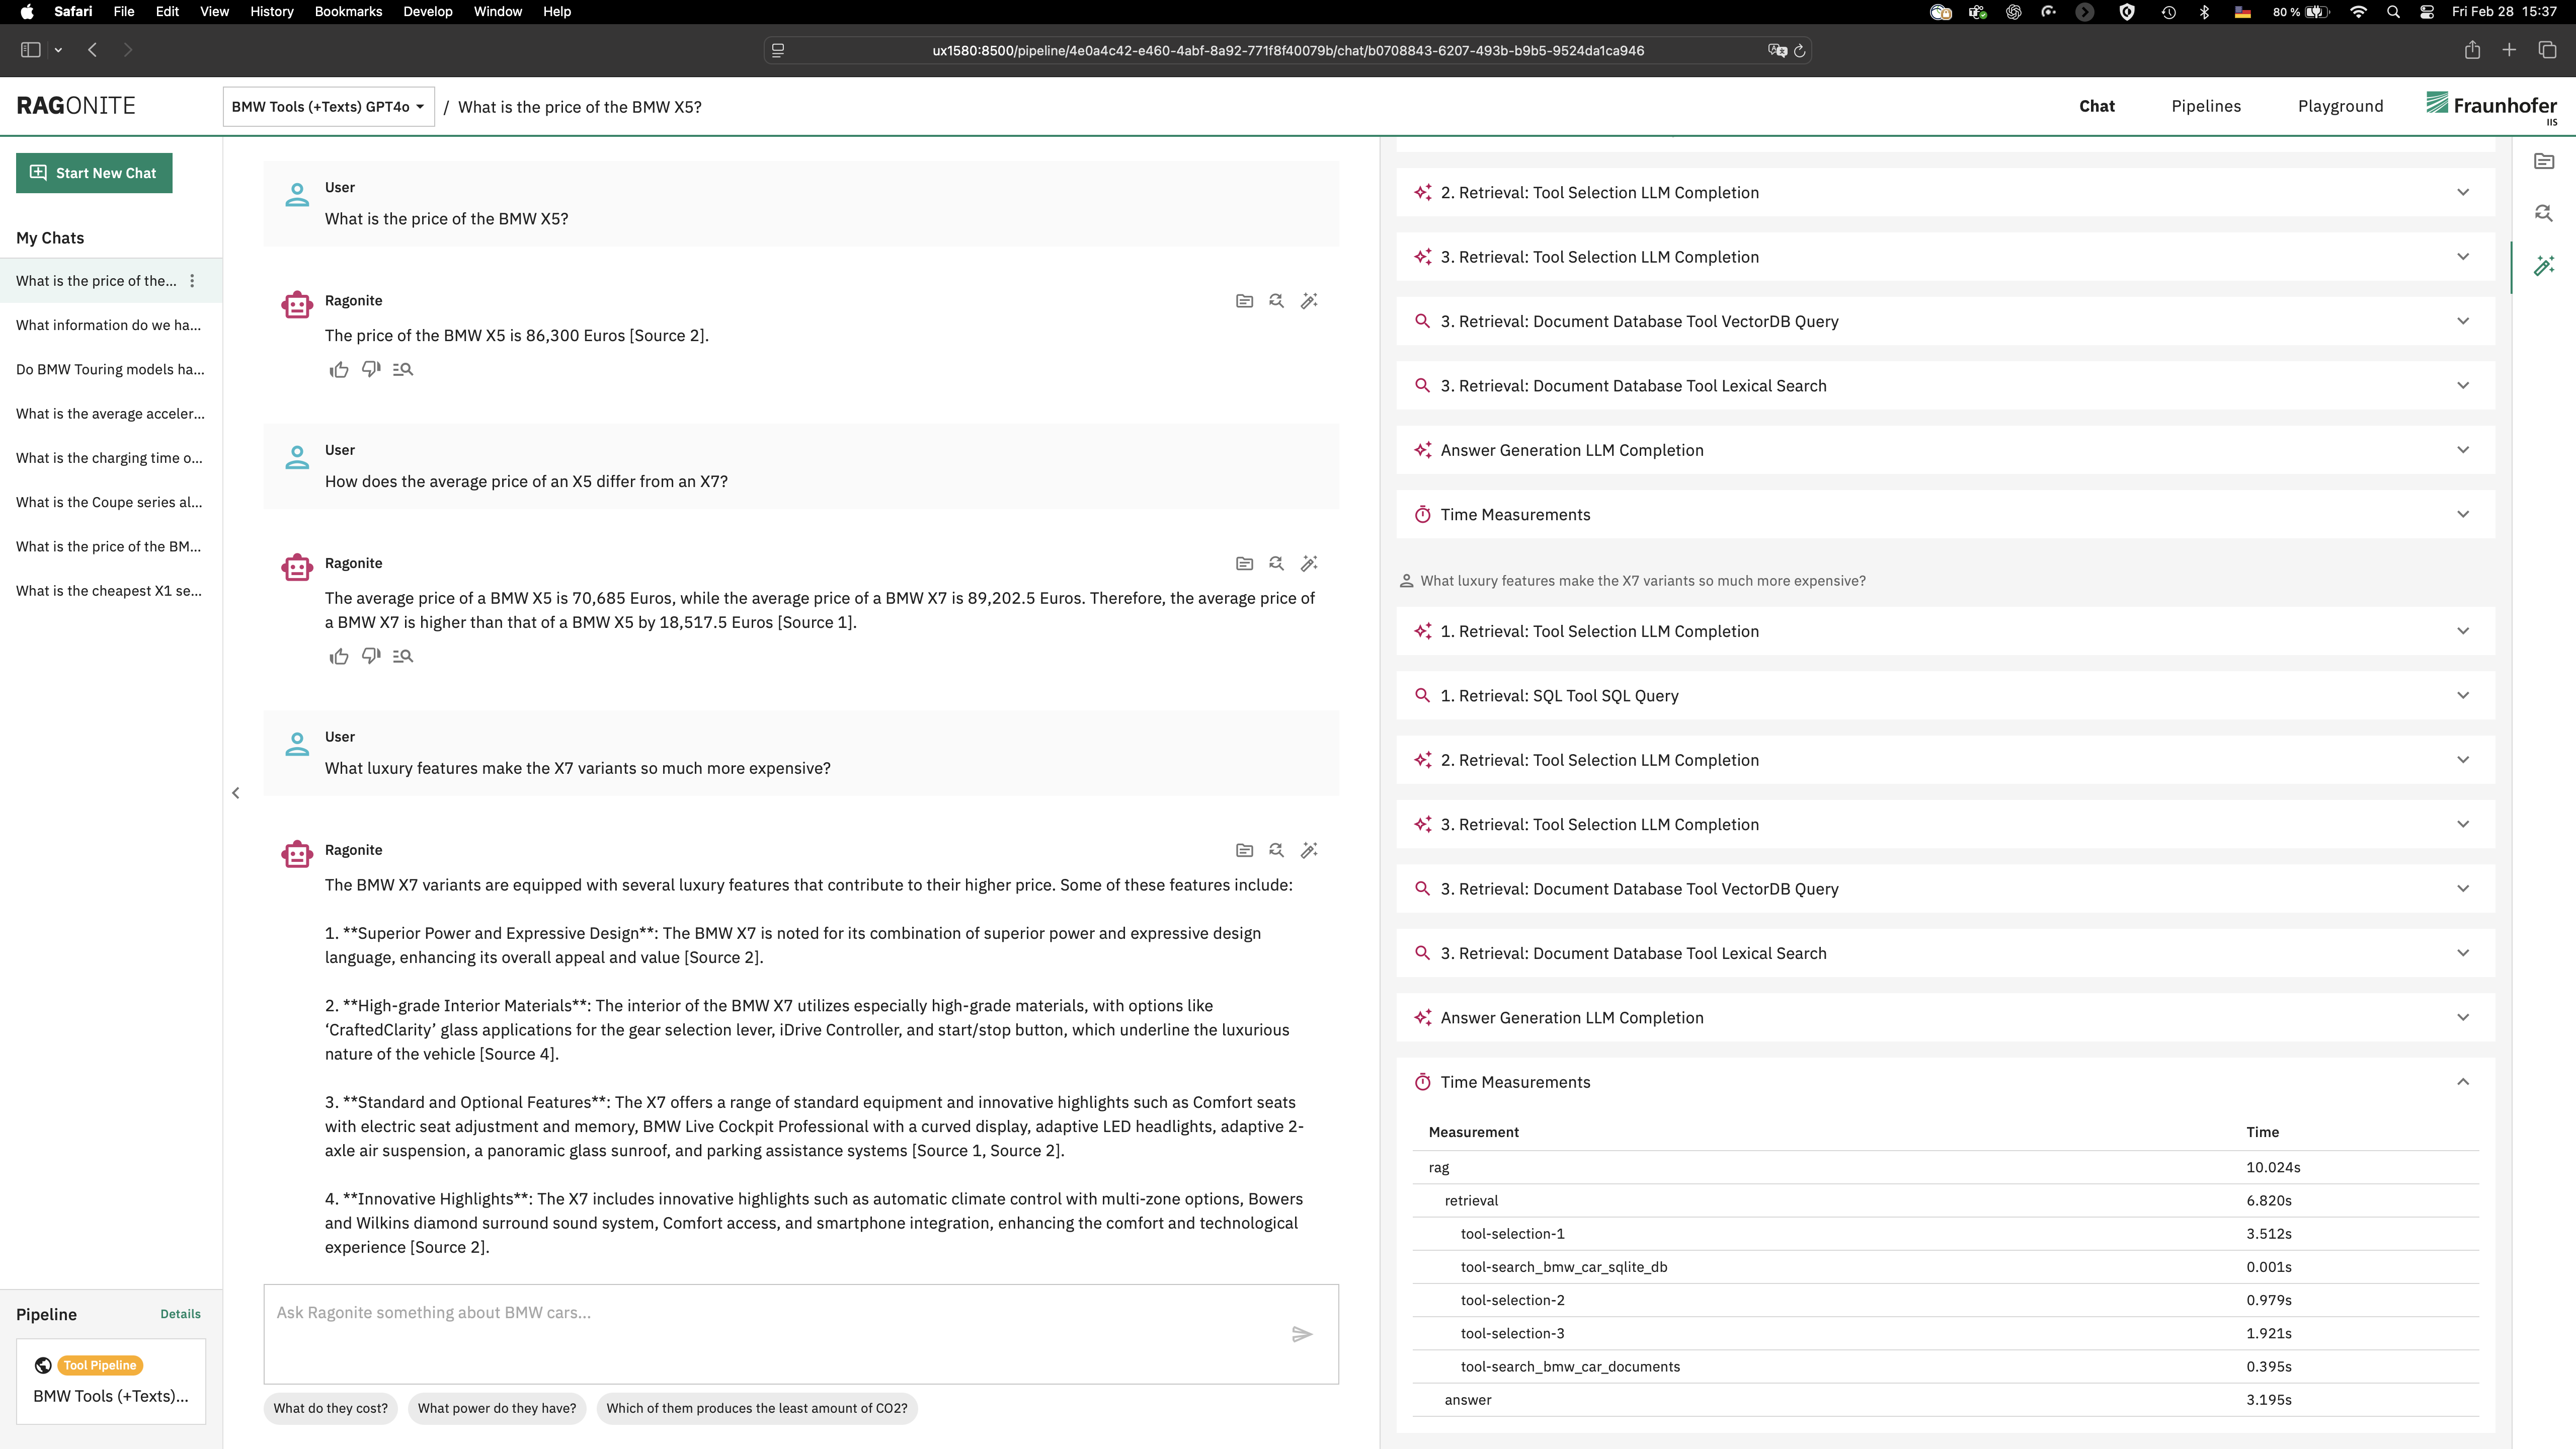 Safari File Edit View History Bookmarks Develop Window Help 80 % Fri Feb 28 15:37
ux1580:8500/pipeline/4e0a4c42-e460-4abf-8a92-771f8f40079b/chat/b0708843-6207-493b-b9b5-9524da1ca946
RAGONITE BMW Tools (+Texts) GPT4o / What is the price of the BMW X5? Chat Pipelines Playground Fraunhofer
IIS
Start New Chat
My Chats
What is the price of the...
What information do we ha...
Do BMW Touring models ha...
What is the average acceler...
What is the charging time o...
What is the Coupe series al...
What is the price of the BM...
What is the cheapest X1 se...
Pipeline Details
Tool Pipeline
BMW Tools (+Texts)...
User
What is the price of the BMW X5?
Ragonite
The price of the BMW X5 is 86,300 Euros [Source 2].
User
How does the average price of an X5 differ from an X7?
Ragonite
The average price of a BMW X5 is 70,685 Euros, while the average price of a BMW X7 is 89,202.5 Euros. Therefore, the average price of
a BMW X7 is higher than that of a BMW X5 by 18,517.5 Euros [Source 1].
User
What luxury features make the X7 variants so much more expensive?
Ragonite
The BMW X7 variants are equipped with several luxury features that contribute to their higher price. Some of these features include:
1. **Superior Power and Expressive Design**: The BMW X7 is noted for its combination of superior power and expressive design
language, enhancing its overall appeal and value [Source 2].
2. **High-grade Interior Materials**: The interior of the BMW X7 utilizes especially high-grade materials, with options like
‘CraftedClarity’ glass applications for the gear selection lever, iDrive Controller, and start/stop button, which underline the luxurious
nature of the vehicle [Source 4].
3. **Standard and Optional Features**: The X7 offers a range of standard equipment and innovative highlights such as Comfort seats
with electric seat adjustment and memory, BMW Live Cockpit Professional with a curved display, adaptive LED headlights, adaptive 2-
axle air suspension, a panoramic glass sunroof, and parking assistance systems [Source 1, Source 2].
4. **Innovative Highlights**: The X7 includes innovative highlights such as automatic climate control with multi-zone options, Bowers
and Wilkins diamond surround sound system, Comfort access, and smartphone integration, enhancing the comfort and technological
experience [Source 2].
Ask Ragonite something about BMW cars...
What do they cost? What power do they have? Which of them produces the least amount of CO2?
2. Retrieval: Tool Selection LLM Completion
3. Retrieval: Tool Selection LLM Completion
3. Retrieval: Document Database Tool VectorDB Query
3. Retrieval: Document Database Tool Lexical Search
Answer Generation LLM Completion
Time Measurements
What luxury features make the X7 variants so much more expensive?
1. Retrieval: Tool Selection LLM Completion
1. Retrieval: SQL Tool SQL Query
2. Retrieval: Tool Selection LLM Completion
3. Retrieval: Tool Selection LLM Completion
3. Retrieval: Document Database Tool VectorDB Query
3. Retrieval: Document Database Tool Lexical Search
Answer Generation LLM Completion
Time Measurements
Measurement Time
rag 10.024s
retrieval 6.820s
tool-selection-1 3.512s
tool-search_bmw_car_sqlite_db 0.001s
tool-selection-2 0.979s
tool-selection-3 1.921s
tool-search_bmw_car_documents 0.395s
answer 3.195s